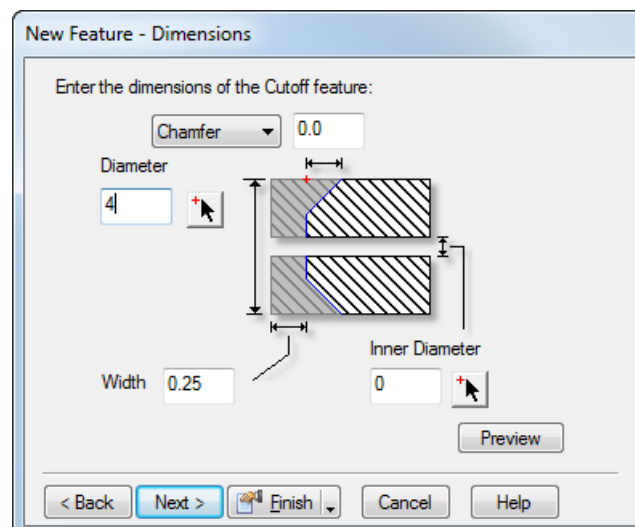 New Feature - Dimensions
Enter the dimensions of the Cutoff feature:
Chamfer 0.0
Diameter
4
Inner Diameter
Width 0.25 0
Preview
< Back Next > Finish Cancel Help